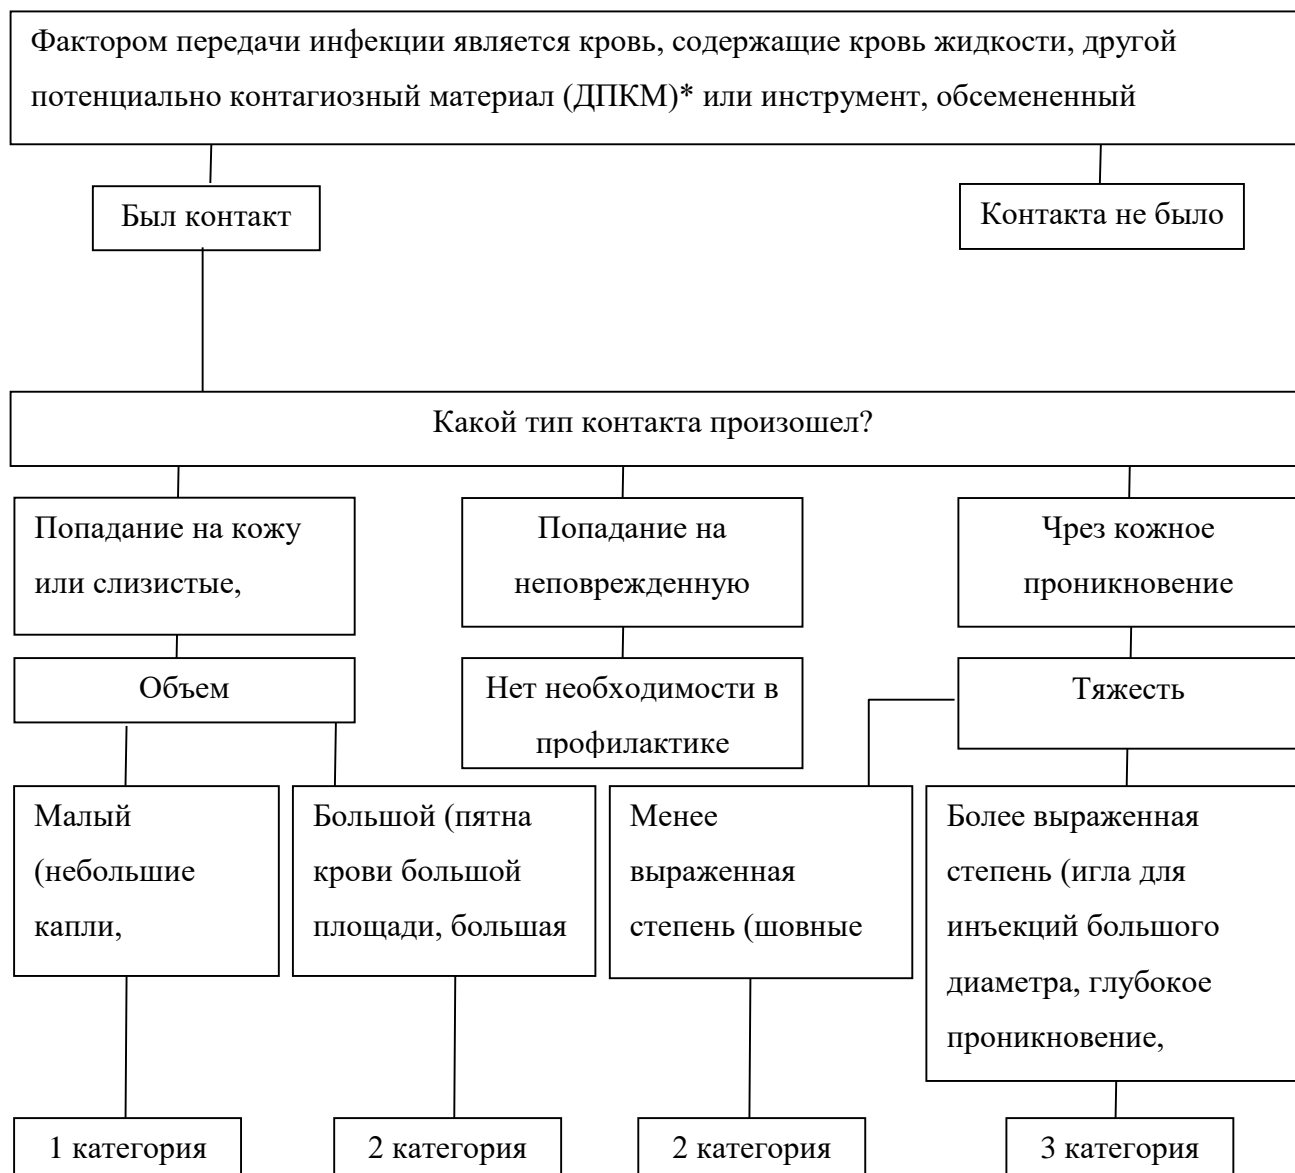 Фактором передачи инфекции является кровь, содержащие кровь жидкости, другой
потенциально контагиозный материал (ДПКМ)* или инструмент, обсемененный
Был контакт
Контакта не было
Какой тип контакта произошел?
Попадание на кожу
или слизистые,
Попадание на
неповрежденную
Чрез кожное
проникновение
Объем
Нет необходимости в
профилактике
Тяжесть
Малый
(небольшие
капли,
Большой (пятна
крови большой
площади, большая
Менее
выраженная
степень (шовные
Более выраженная
степень (игла для
инъекций большого
диаметра, глубокое
проникновение,
1 категория
2 категория
2 категория
3 категория